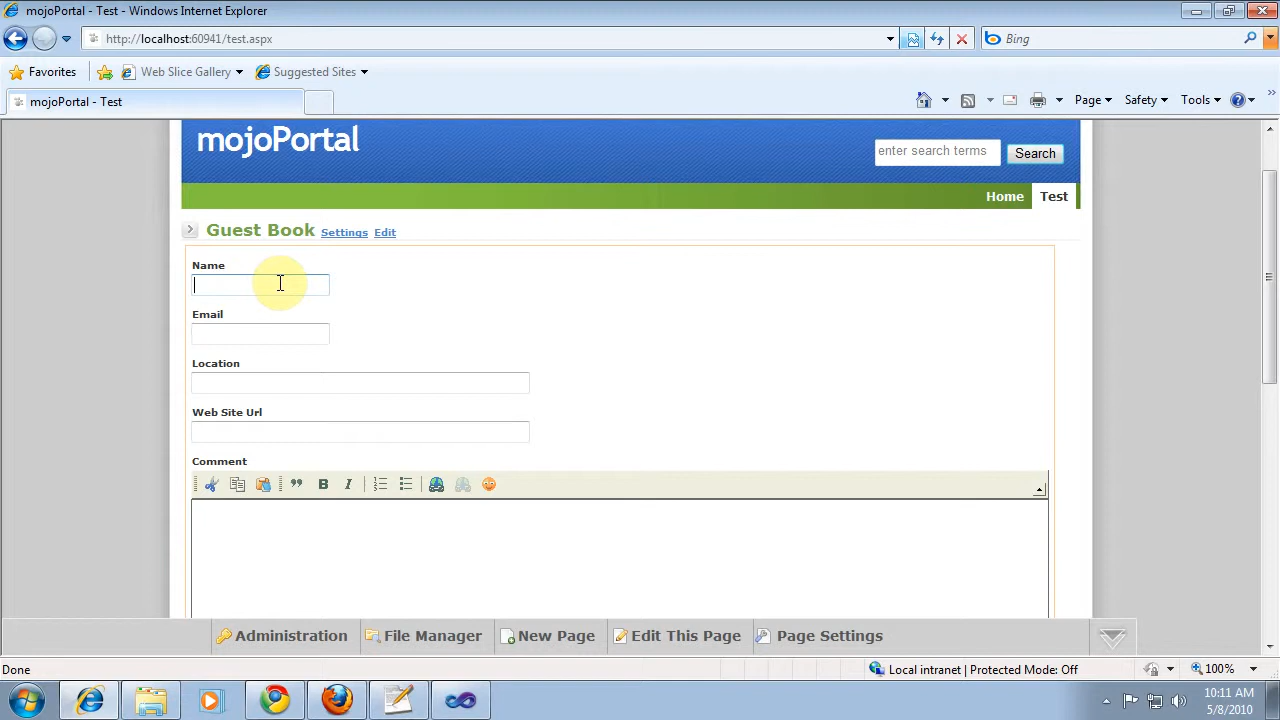 mojoPortal - Test - Windows Internet Explorer
http://localhost:60941/test.aspx
Bing
Favorites
Web Slice Gallery
Suggested Sites
mojoPortal - Test
Page
Safety
Tools
mojoPortal
enter search terms
Search
Home
Test
Guest Book
Settings
Edit
Name
Email
Location
Web Site Url
Comment
Administration
File Manager
New Page
Edit This Page
Page Settings
Done
Local intranet | Protected Mode: Off
100%
10:11 AM
5/8/2010